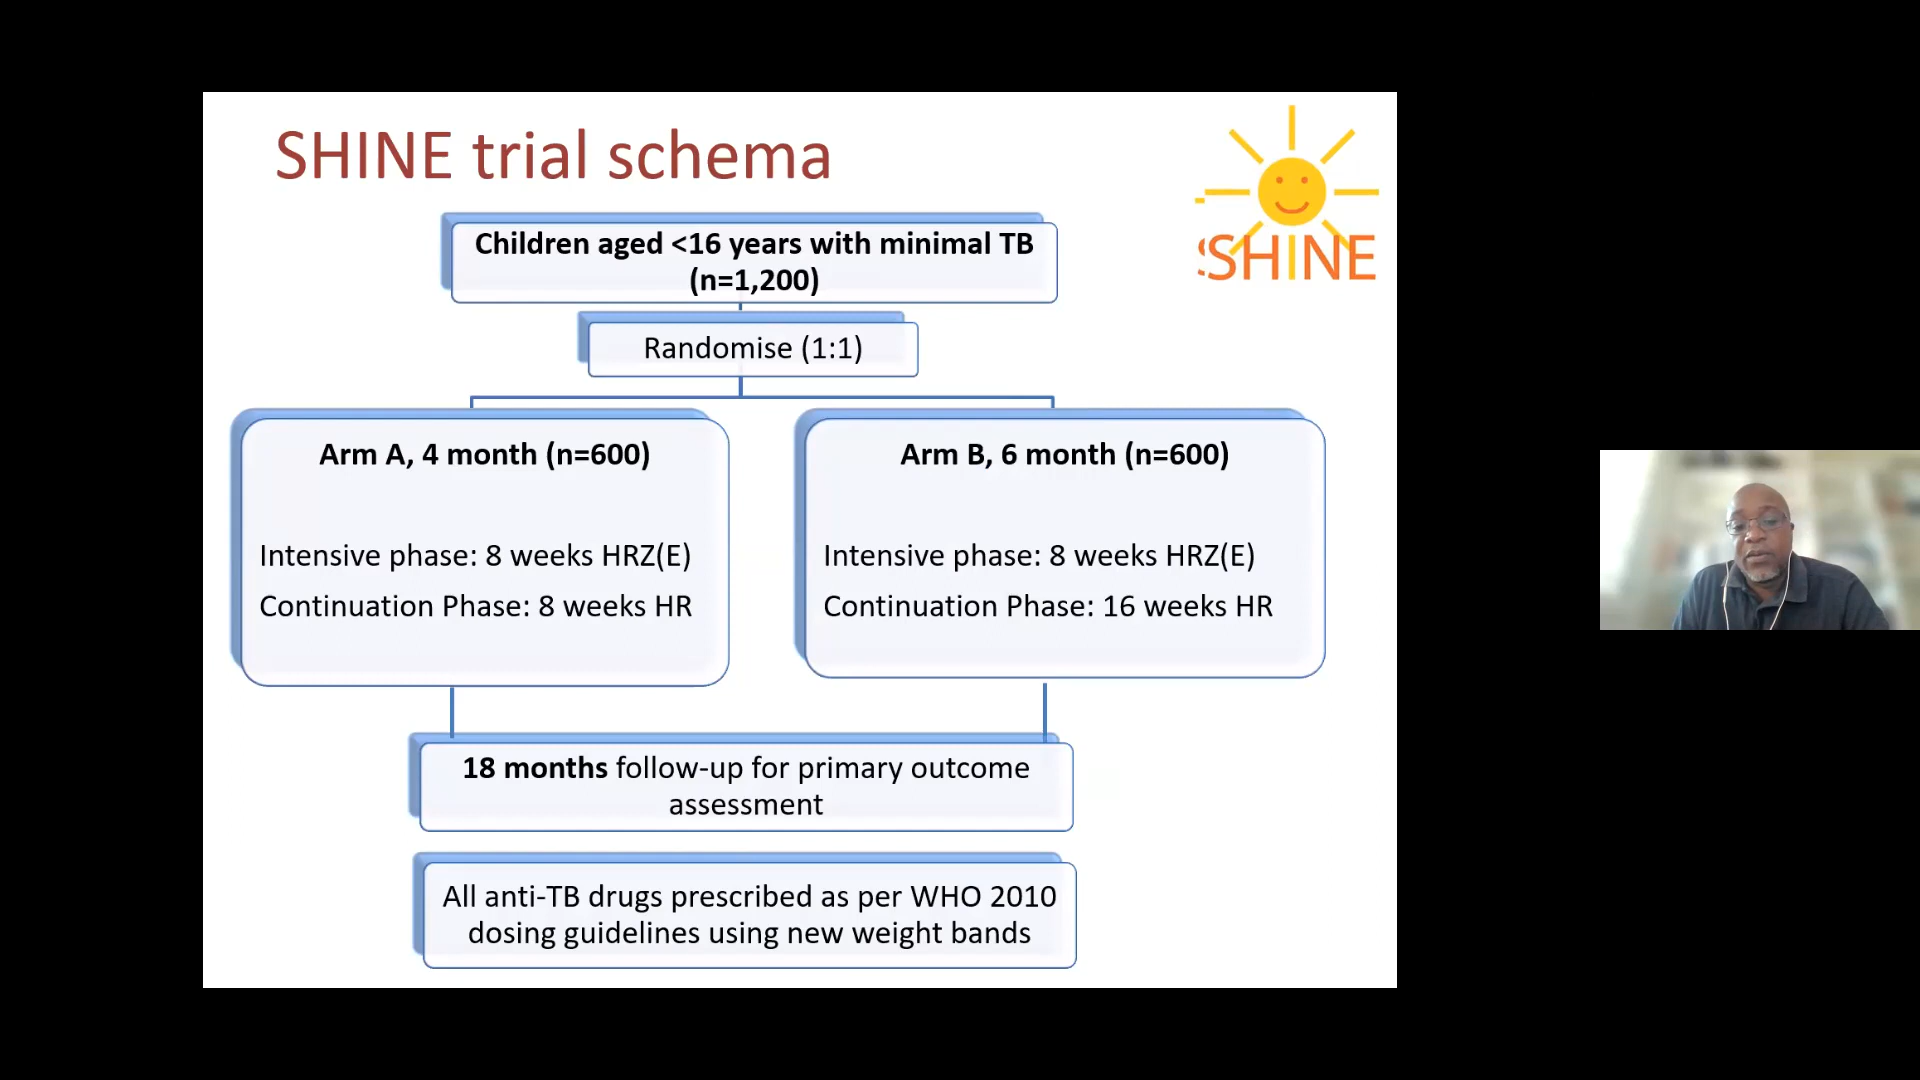 SHINE trial schema
SHINE
Children aged <16 years with minimal TB
(n=1,200)
Randomise (1:1)
Arm A, 4 month (n=600)
Intensive phase: 8 weeks HRZ(E)
Continuation Phase: 8 weeks HR
Arm B, 6 month (n=600)
Intensive phase: 8 weeks HRZ(E)
Continuation Phase: 16 weeks HR
18 months follow-up for primary outcome
assessment
All anti-TB drugs prescribed as per WHO 2010
dosing guidelines using new weight bands